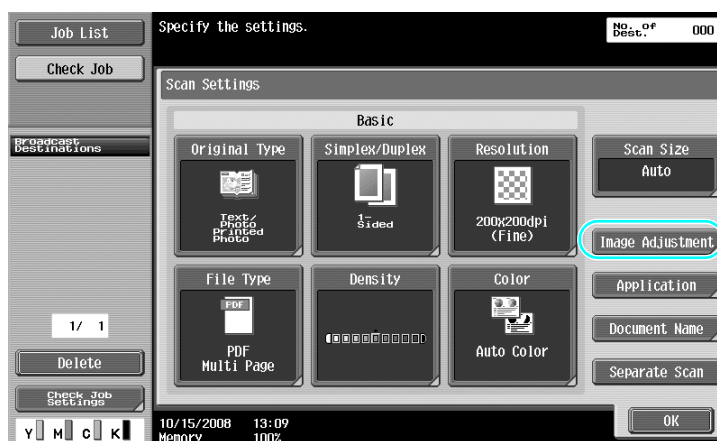 Job List
Check Job
Broadcast
Destinations
1/ 1
Delete
Check Job
Settings
Y M C K
Specify the settings.
No. of
Dest. 000
Scan Settings
Basic
Original Type
Text/
Photo
Printed
Photo
Simplex/Duplex
1-
Sided
Resolution
200x200dpi
(Fine)
File Type
PDF
PDF
Multi Page
Density
Color
Auto Color
Scan Size
Auto
Image Adjustment
Application
Document Name
Separate Scan
OK
10/15/2008 13:09
Memory 100%